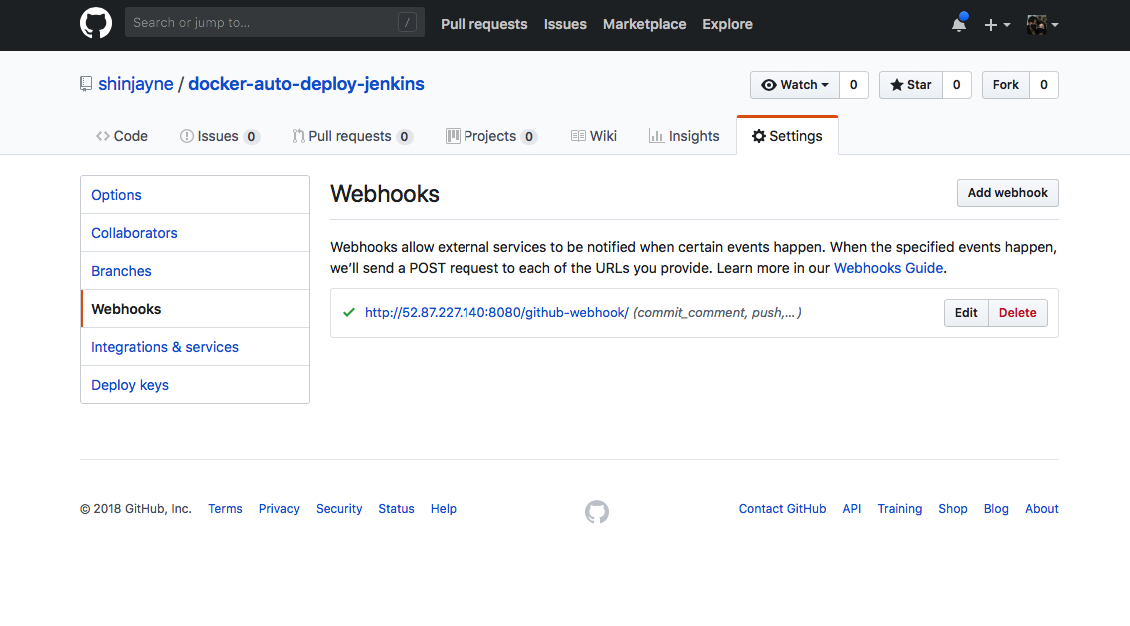 Search or jump to... / Pull requests Issues Marketplace Explore
shinjayne / docker-auto-deploy-jenkins Watch 0 Star 0 Fork 0
Code Issues 0 Pull requests 0 Projects 0 Wiki Insights Settings
Options
Collaborators
Branches
Webhooks
Integrations & services
Deploy keys
Webhooks Add webhook
Webhooks allow external services to be notified when certain events happen. When the specified events happen,
we'll send a POST request to each of the URLs you provide. Learn more in our Webhooks Guide.
http://52.87.227.140:8080/github-webhook/ (commit_comment, push,...) Edit Delete
© 2018 GitHub, Inc. Terms Privacy Security Status Help Contact GitHub API Training Shop Blog About